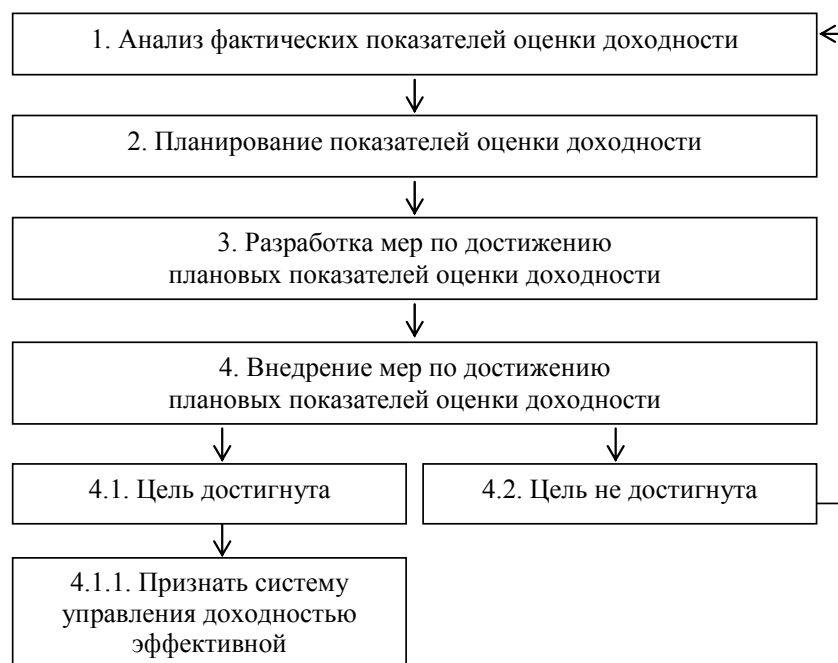 1. Анализ фактических показателей оценки доходности
2. Планирование показателей оценки доходности
3. Разработка мер по достижению
плановых показателей оценки доходности
4. Внедрение мер по достижению
плановых показателей оценки доходности
4.1. Цель достигнута
4.2. Цель не достигнута
4.1.1. Признать систему
управления доходностью
эффективной